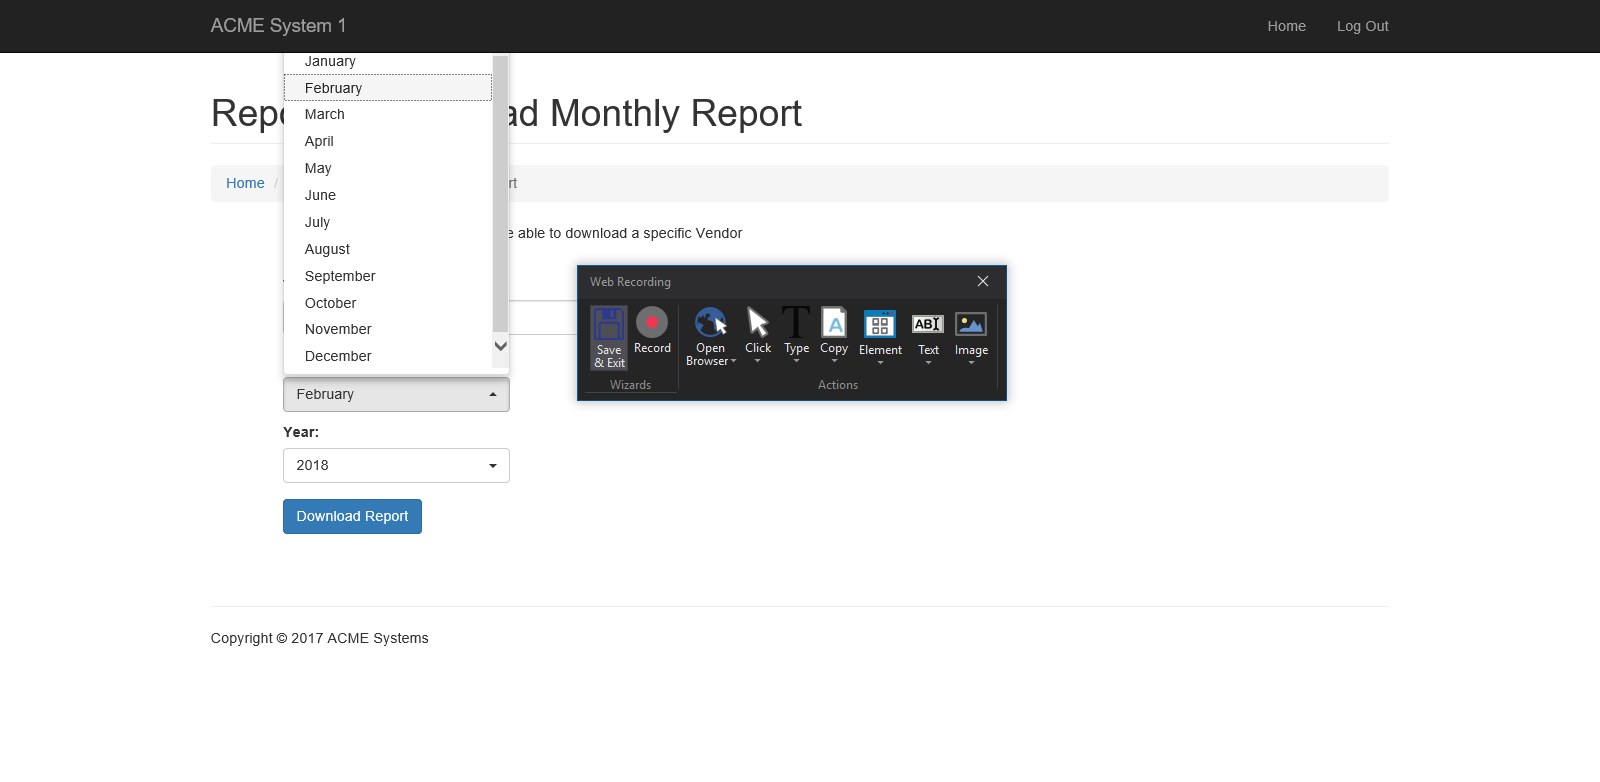 ACME System 1
Home
Log Out
January
February
March
April
May
June
July
August
September
October
November
December
Repo
ad Monthly Report
Home /
rt
e able to download a specific Vendor
February
Year:
2018
Download Report
Web Recording
Save & Exit
Record
Open Browser
Click
Type
Copy
Element
Text
Image
Wizards
Actions
Copyright © 2017 ACME Systems